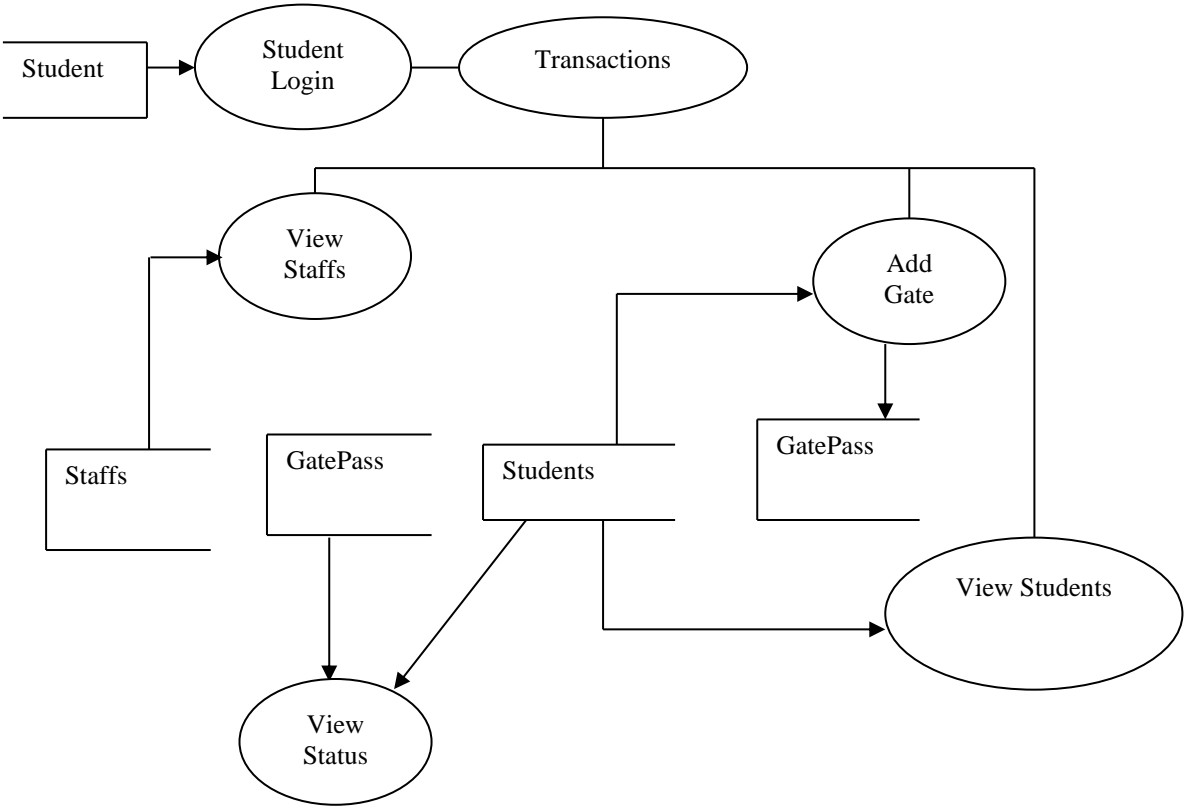 Student
Student
Login
Transactions
View
Staffs
Add
Gate
Staffs
GatePass
Students
GatePass
View Students
View
Status